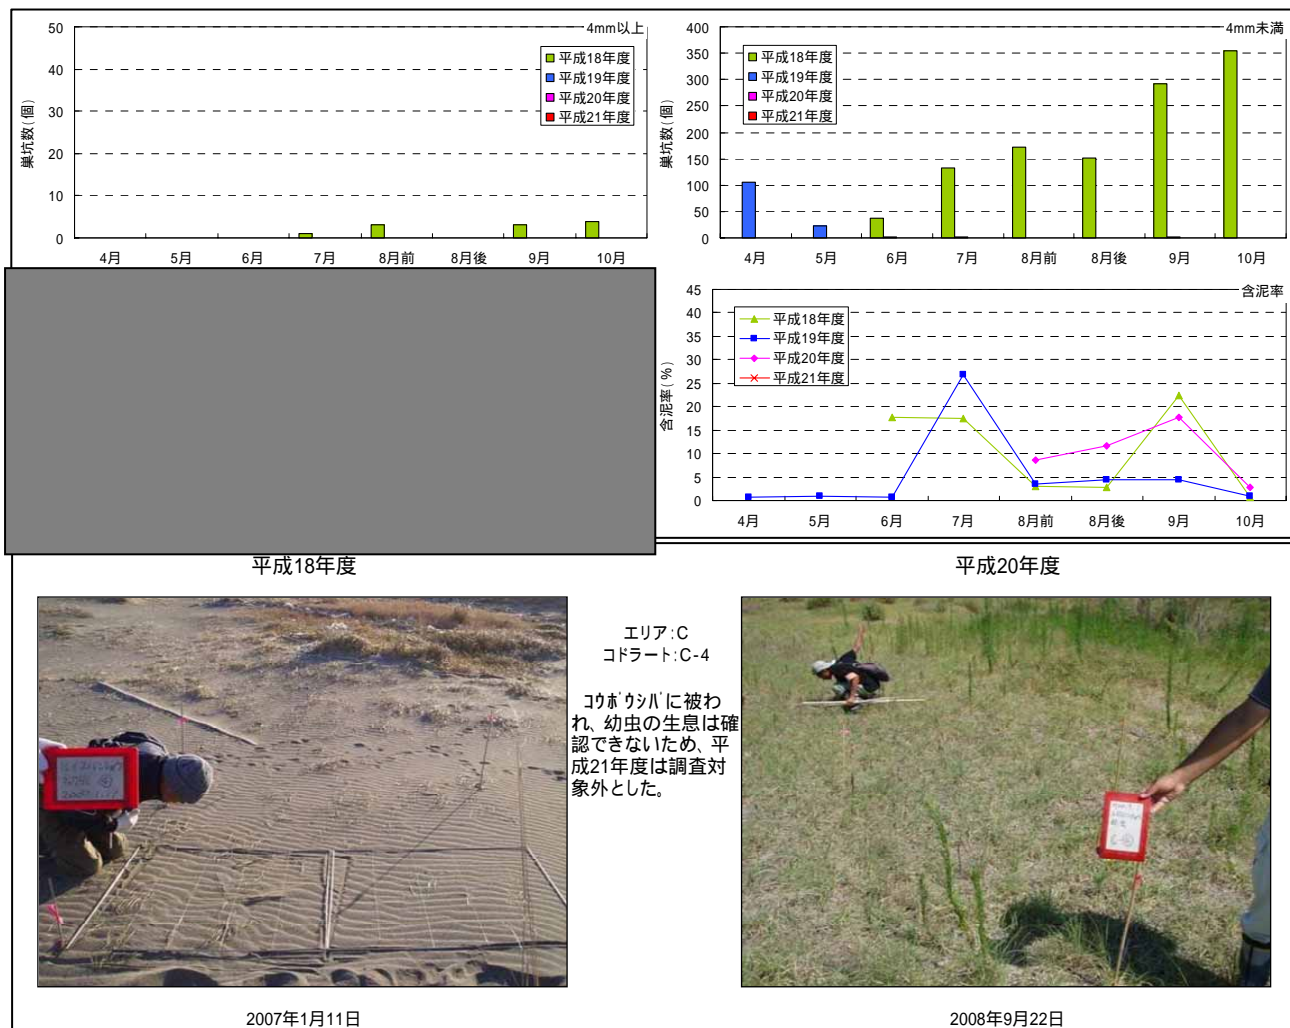 4mm以上
巣坑数(個)
50
40
30
20
10
0
平成18年度
平成19年度
平成20年度
平成21年度
4月 5月 6月 7月 8月前 8月後 9月 10月
4mm未満
巣坑数(個)
400
350
300
250
200
150
100
50
0
平成18年度
平成19年度
平成20年度
平成21年度
4月 5月 6月 7月 8月前 8月後 9月 10月
含泥率
含泥率(%)
45
40
35
30
25
20
15
10
5
0
平成18年度
平成19年度
平成20年度
平成21年度
4月 5月 6月 7月 8月前 8月後 9月 10月
平成18年度
平成20年度
エリア:C
コドラート:C-4
コウボウシバに被わ
れ、幼虫の生息は確
認できないため、平
成21年度は調査対
象外とした。
2007年1月11日
2008年9月22日